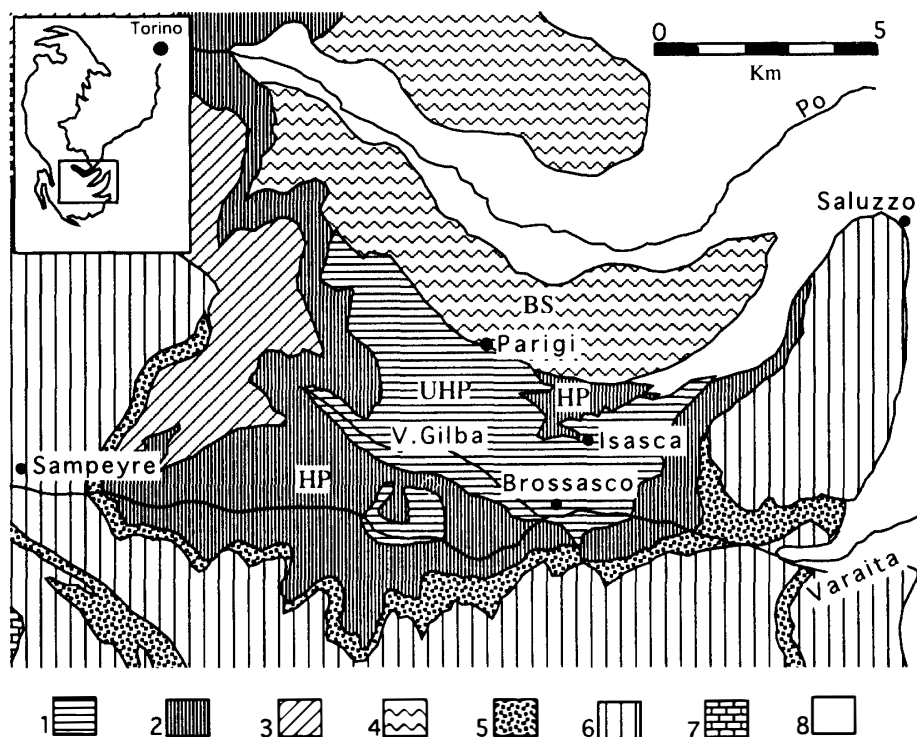 Torino
0 5
Km
Po
Saluzzo
BS
Parigi
UHP
HP
V.Gilba
Isasca
Sampeyre
HP
Brossasco
Varaita
1 2 3 4 5 6 7 8